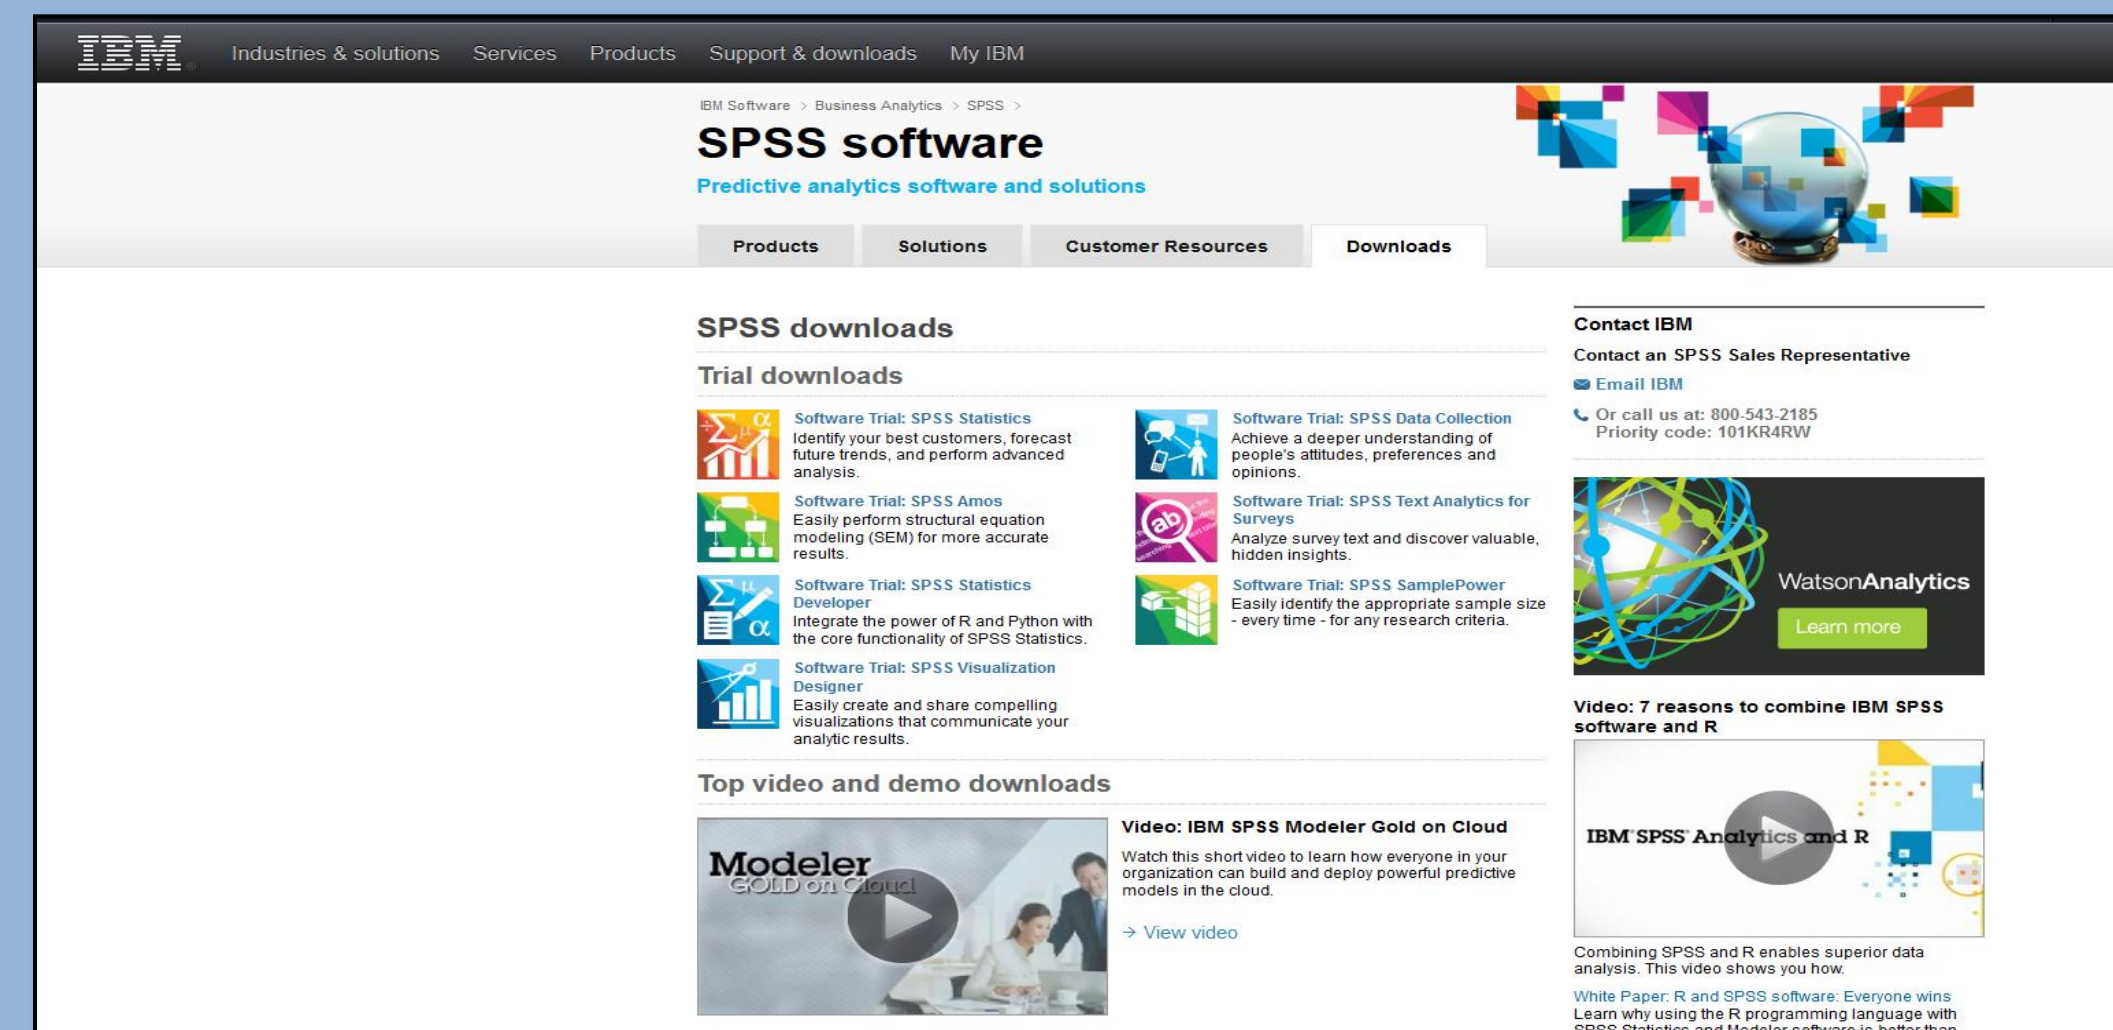 IBM
Industries & solutions Services Products Support & downloads My IBM
IBM Software > Business Analytics > SPSS >
SPSS software
Predictive analytics software and solutions
Products Solutions Customer Resources Downloads
SPSS downloads
Trial downloads
Software Trial: SPSS Statistics
Identify your best customers, forecast
future trends, and perform advanced
analysis.
Software Trial: SPSS Amos
Easily perform structural equation
modeling (SEM) for more accurate
results.
Software Trial: SPSS Statistics
Developer
Integrate the power of R and Python with
the core functionality of SPSS Statistics.
Software Trial: SPSS Visualization
Designer
Easily create and share compelling
visualizations that communicate your
analytic results.
Software Trial: SPSS Data Collection
Achieve a deeper understanding of
people's attitudes, preferences and
opinions.
ab
Software Trial: SPSS Text Analytics for
Surveys
Analyze survey text and discover valuable,
hidden insights.
Software Trial: SPSS SamplePower
Easily identify the appropriate sample size
- every time - for any research criteria.
Top video and demo downloads
Modeler
GOLD on Cloud
Video: IBM SPSS Modeler Gold on Cloud
Watch this short video to learn how everyone in your
organization can build and deploy powerful predictive
models in the cloud.
→ View video
Contact IBM
Contact an SPSS Sales Representative
Email IBM
Or call us at: 800-543-2185
Priority code: 101KR4RW
WatsonAnalytics
Learn more
Video: 7 reasons to combine IBM SPSS
software and R
IBM SPSS Analytics and R
Combining SPSS and R enables superior data
analysis. This video shows you how.
White Paper: R and SPSS software: Everyone wins
Learn why using the R programming language with
SPSS Statistics and Modeler software is better than